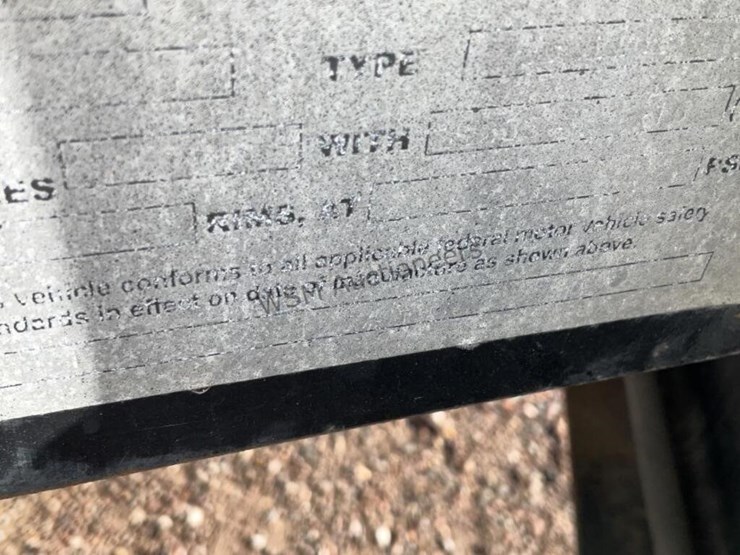 TYPE
WITH
ES
PS
RIMS, AT
vehicle conforms to all applicable federal motor vehicle safety
ndards in effect on date of manufacture as shown above.